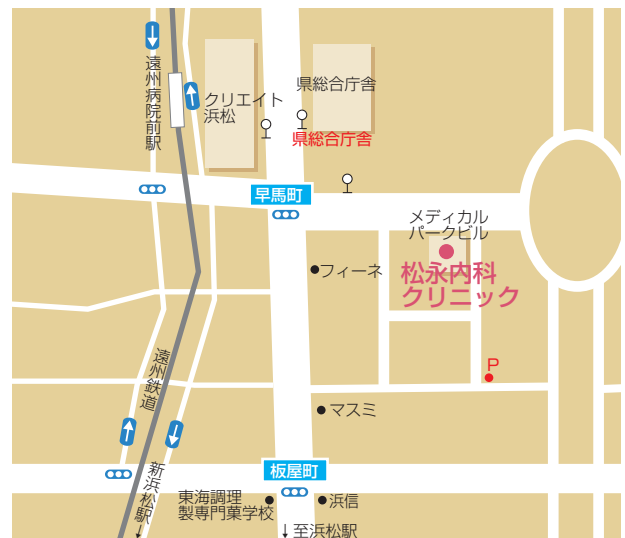 遠州病院前駅
クリエイト
浜松
県総合庁舎
県総合庁舎
早馬町
メディカル
パークビル
松永内科
クリニック
フィーネ
P
遠州鉄道
マスミ
板屋町
新浜松駅
↓
東海調理
製専門菓学校
浜信
↓至浜松駅